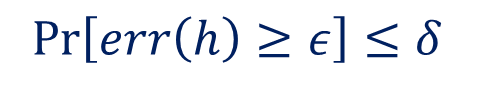 Pr[𝑒𝑟𝑟(ℎ) ≥ 𝜖] ≤ 𝛿